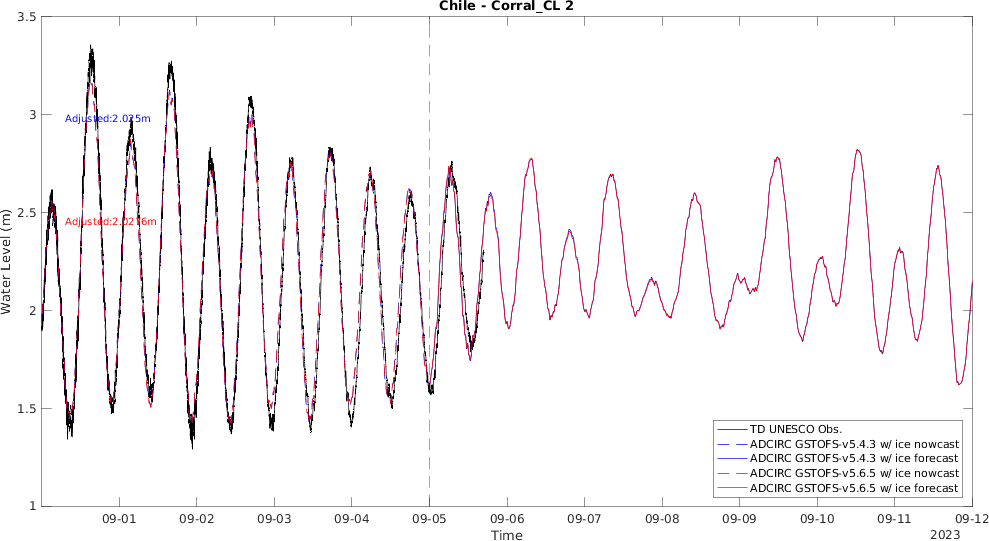 Chile - Corral_CL 2
3.5
3
2.5
2
1.5
1
Water Level (m)
Adjusted:2.025m
Adjusted:2.0216m
TD UNESCO Obs.
ADCIRC GSTOFS-v5.4.3 w/ ice nowcast
ADCIRC GSTOFS-v5.4.3 w/ ice forecast
ADCIRC GSTOFS-v5.6.5 w/ ice nowcast
ADCIRC GSTOFS-v5.6.5 w/ ice forecast
09-01 09-02 09-03 09-04 09-05 09-06 09-07 09-08 09-09 09-10 09-11 09-12
Time
2023